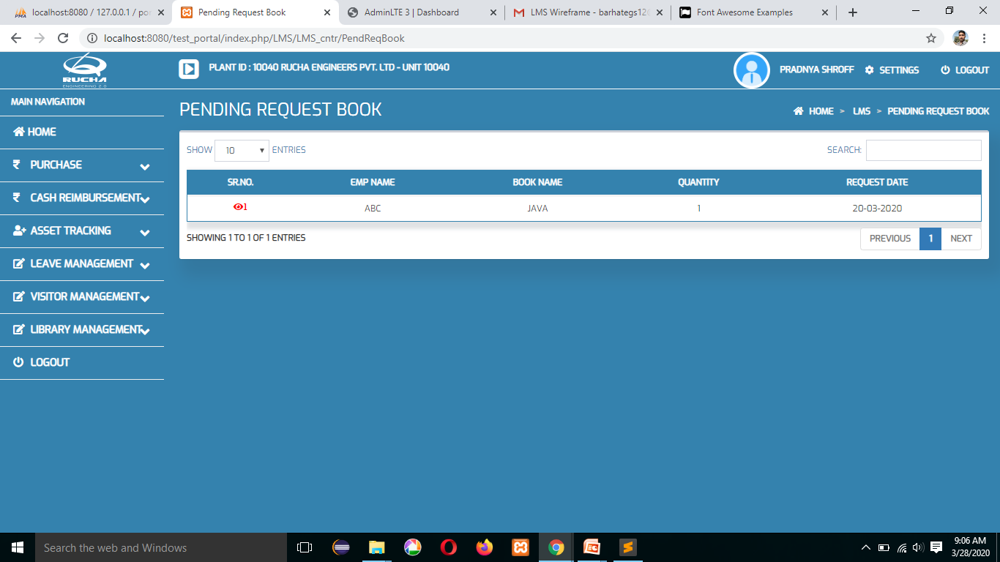 localhost:8080 / 127.0.0.1 / por
Pending Request Book
AdminLTE 3 | Dashboard
LMS Wireframe - barhategs126
Font Awesome Examples
localhost:8080/test_portal/index.php/LMS/LMS_cntr/PendReqBook
RUCHA
ENGINEERING 2.0
PLANT ID : 10040 RUCHA ENGINEERS PVT. LTD - UNIT 10040
PRADNYA SHROFF
SETTINGS
LOGOUT
MAIN NAVIGATION
HOME
PURCHASE
CASH REIMBURSEMENT
ASSET TRACKING
LEAVE MANAGEMENT
VISITOR MANAGEMENT
LIBRARY MANAGEMENT
LOGOUT
PENDING REQUEST BOOK
HOME > LMS > PENDING REQUEST BOOK
SHOW 10 ENTRIES
SEARCH:
SR.NO. EMP NAME BOOK NAME QUANTITY REQUEST DATE
1 ABC JAVA 1 20-03-2020
SHOWING 1 TO 1 OF 1 ENTRIES
PREVIOUS 1 NEXT
Search the web and Windows
9:06 AM
3/28/2020